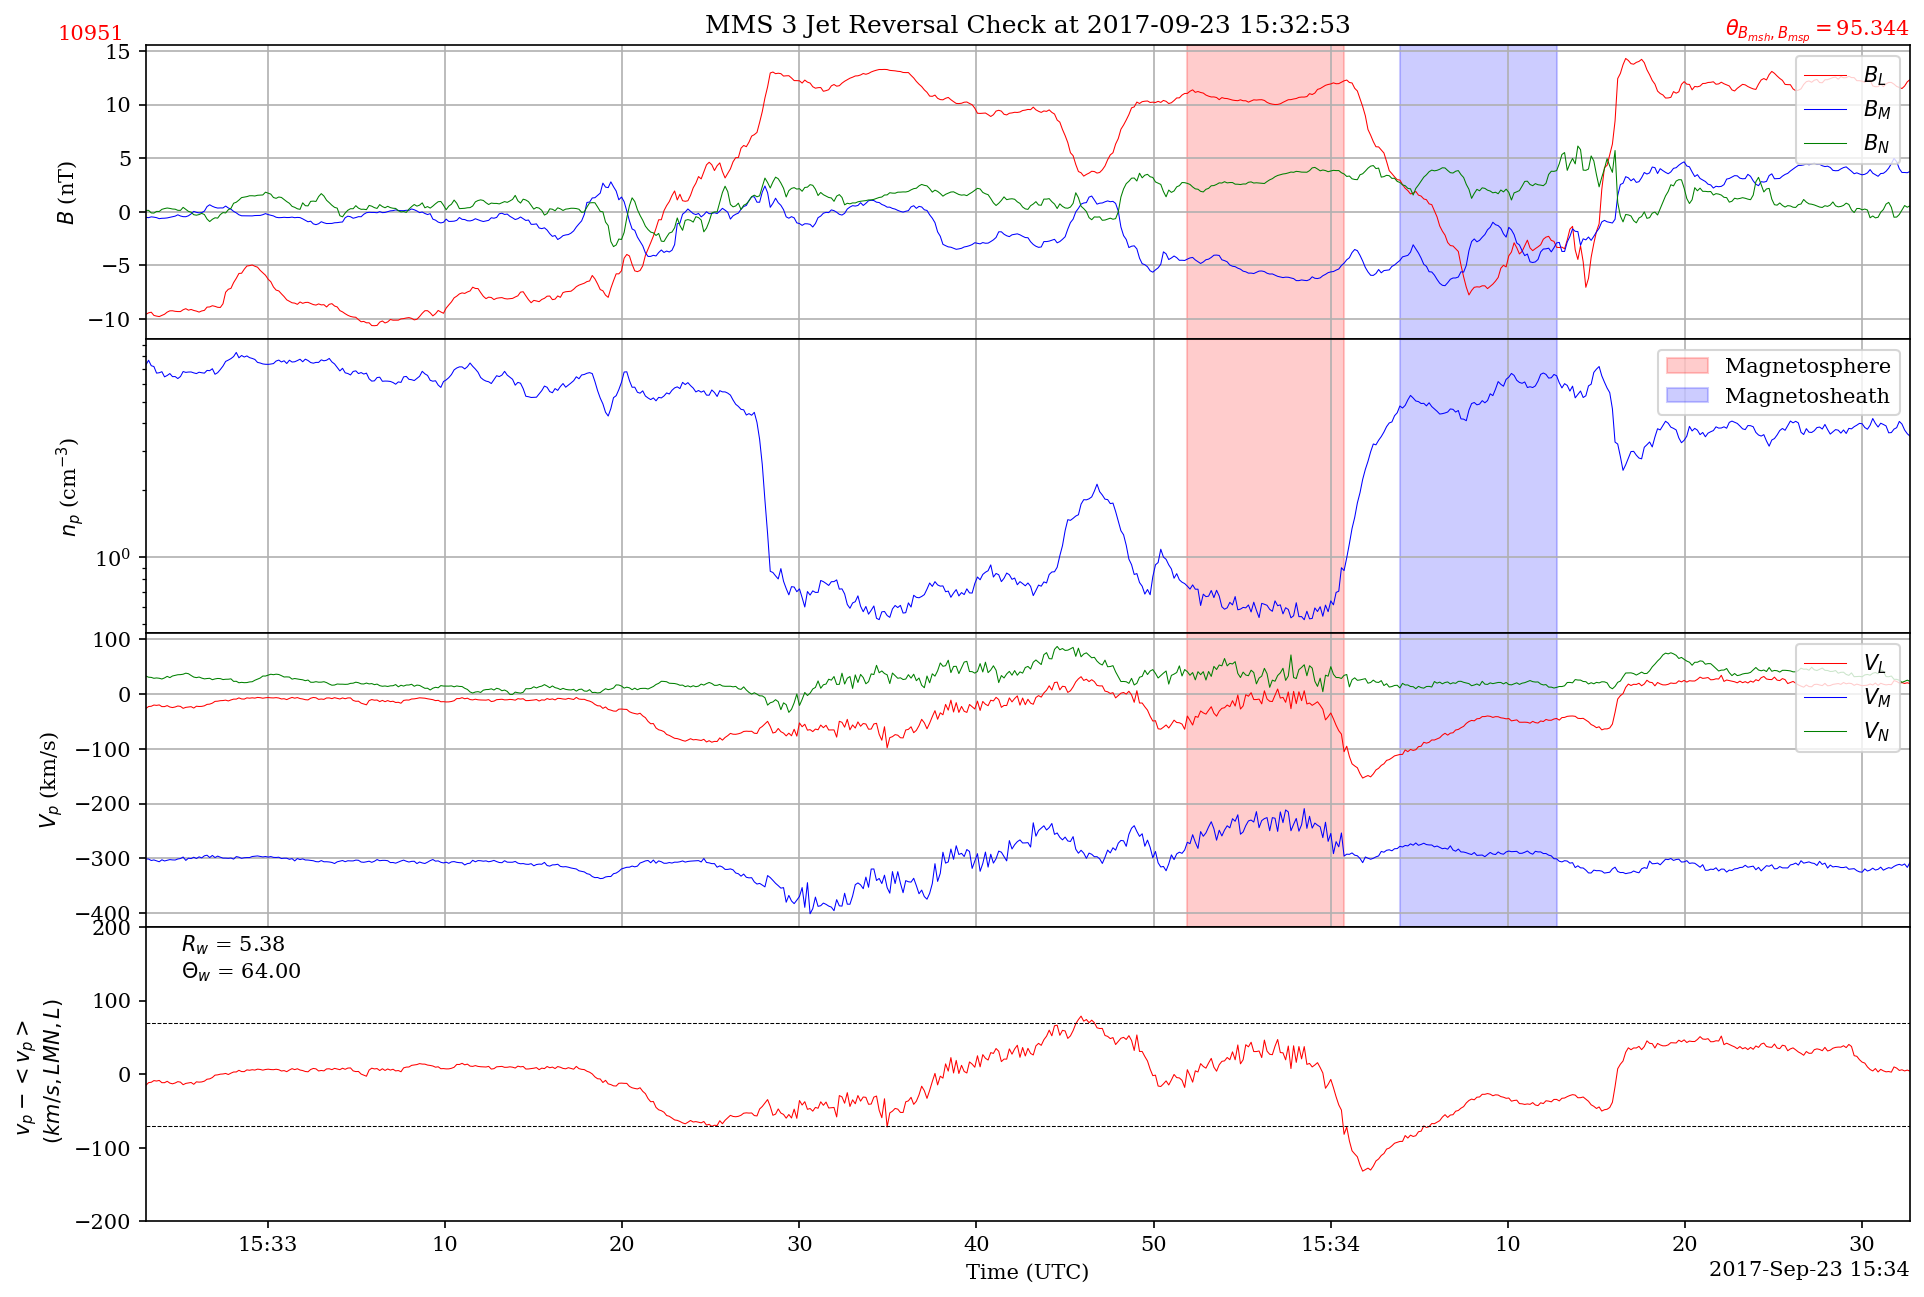 MMS 3 Jet Reversal Check at 2017-09-23 15:32:53
10951
θ_{B_{msh}, B_{msp}} = 95.344
15
10
5
0
−5
−10
B (nT)
B_L
B_M
B_N
10^0
n_p (cm^{−3})
Magnetosphere
Magnetosheath
100
0
−100
−200
−300
−400
V_p (km/s)
V_L
V_M
V_N
200
100
0
−100
−200
v_p − < v_p >
(km/s, LMN, L)
R_w = 5.38
Θ_w = 64.00
15:33 10 20 30 40 50 15:34 10 20 30
Time (UTC)
2017-Sep-23 15:34